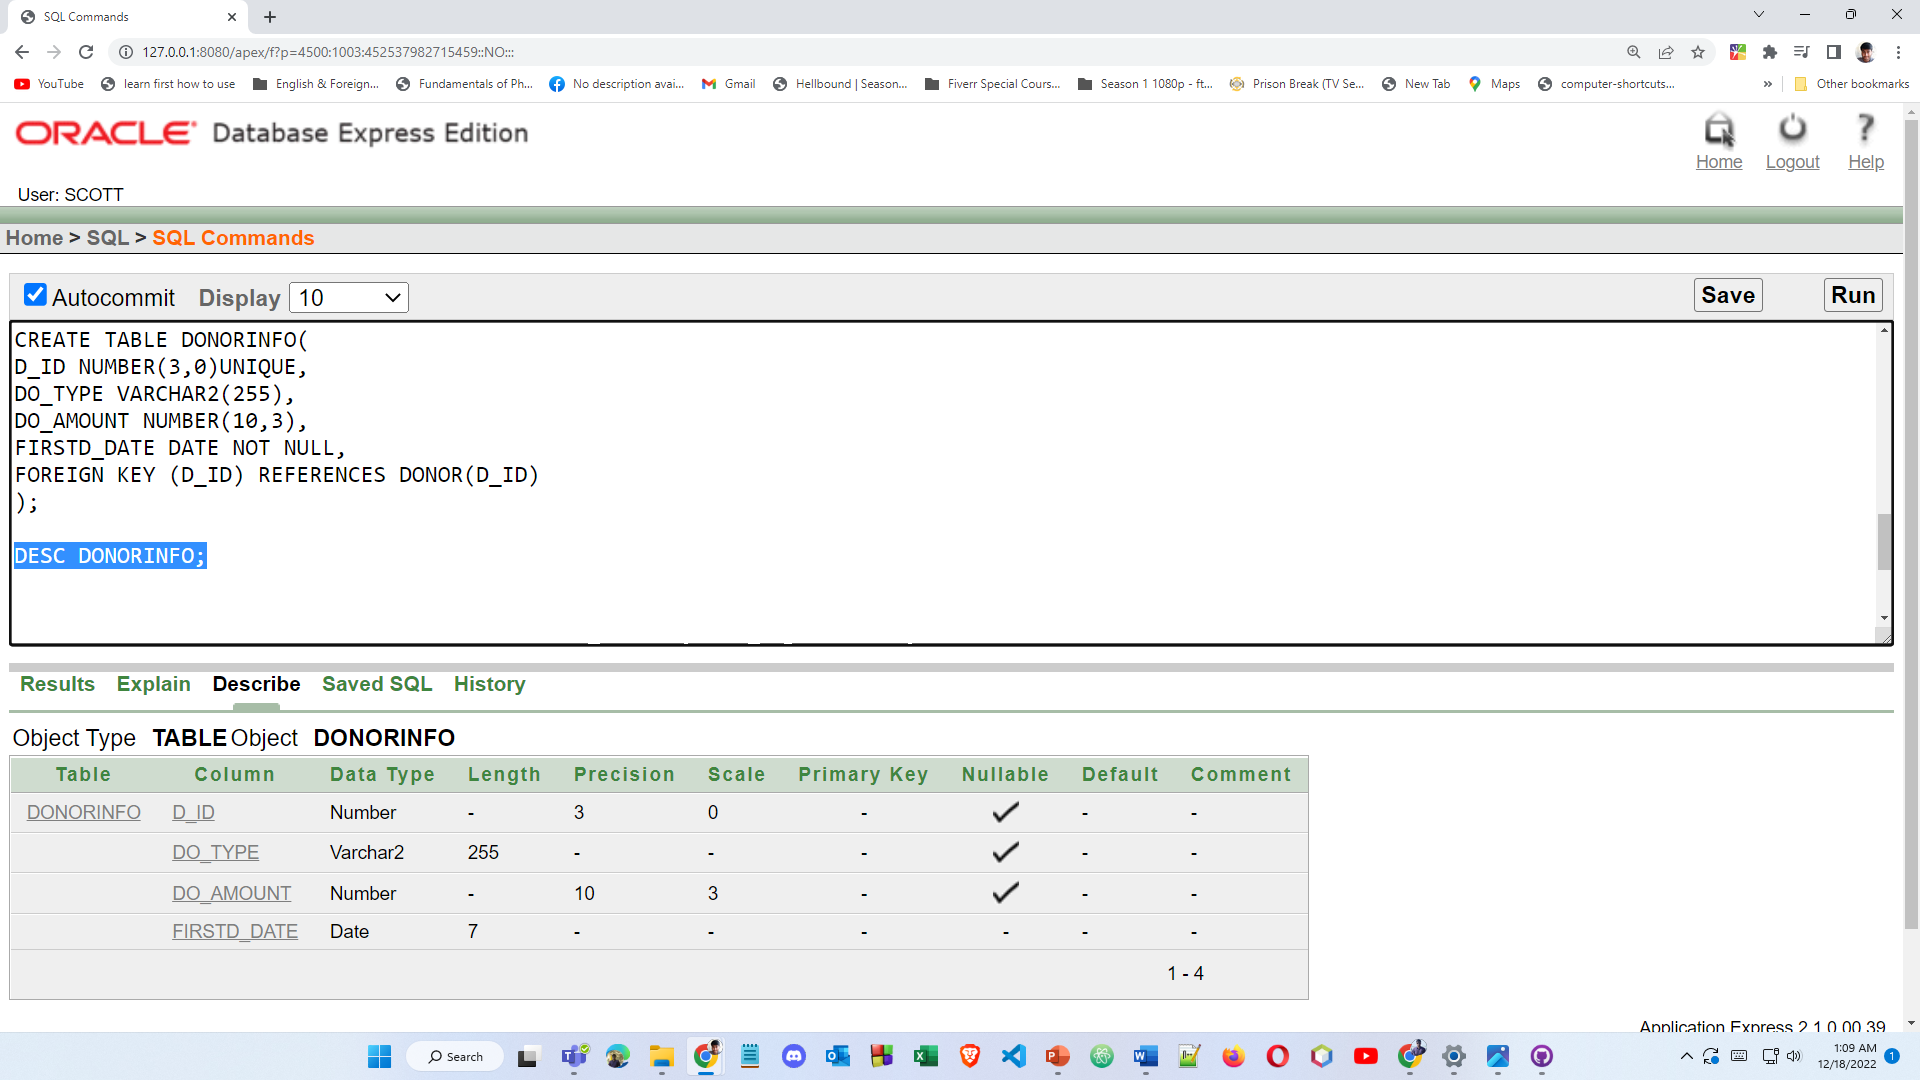 SQL Commands
127.0.0.1:8080/apex/f?p=4500:1003:452537982715459::NO:::
YouTube learn first how to use English & Foreign... Fundamentals of Ph... No description avai... Gmail Hellbound | Season... Fiverr Special Cours... Season 1 1080p - ft... Prison Break (TV Se... New Tab Maps computer-shortcuts... » Other bookmarks
ORACLE Database Express Edition
Home Logout Help
User: SCOTT
Home > SQL > SQL Commands
Autocommit Display 10 Save Run
CREATE TABLE DONORINFO(
D_ID NUMBER(3,0)UNIQUE,
DO_TYPE VARCHAR2(255),
DO_AMOUNT NUMBER(10,3),
FIRSTD_DATE DATE NOT NULL,
FOREIGN KEY (D_ID) REFERENCES DONOR(D_ID)
);
DESC DONORINFO;
Results Explain Describe Saved SQL History
Object Type TABLE Object DONORINFO
Table Column Data Type Length Precision Scale Primary Key Nullable Default Comment
DONORINFO D_ID Number - 3 0 - ✓ - -
DO_TYPE Varchar2 255 - - - ✓ - -
DO_AMOUNT Number - 10 3 - ✓ - -
FIRSTD_DATE Date 7 - - - - - -
1 - 4
Application Express 2.1.0.00.39
Search
1:09 AM
12/18/2022
1